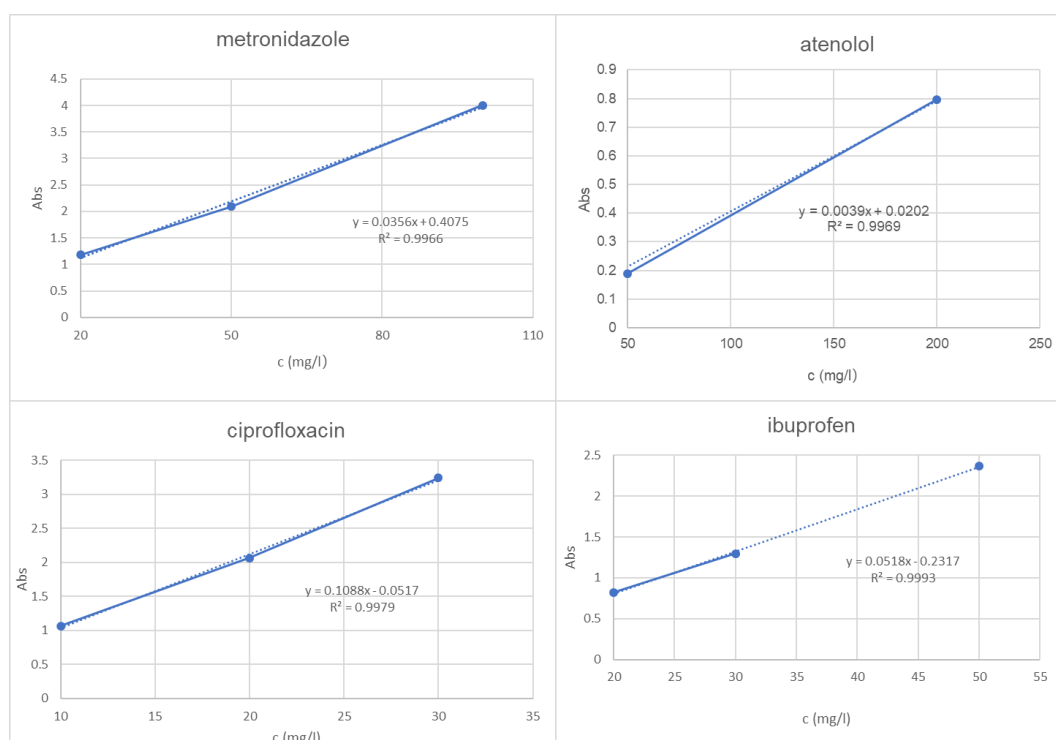 metronidazole
4.5
4
3.5
3
2.5
2
1.5
1
0.5
0
Abs
y = 0.0356x + 0.4075
R² = 0.9966
20 50 80 110
c (mg/l)
atenolol
0.9
0.8
0.7
0.6
0.5
0.4
0.3
0.2
0.1
0
Abs
y = 0.0039x + 0.0202
R² = 0.9969
50 100 150 200 250
c (mg/l)
ciprofloxacin
3.5
3
2.5
2
1.5
1
0.5
0
Abs
y = 0.1088x - 0.0517
R² = 0.9979
10 15 20 25 30 35
c (mg/l)
ibuprofen
2.5
2
1.5
1
0.5
0
Abs
y = 0.0518x - 0.2317
R² = 0.9993
20 25 30 35 40 45 50 55
c (mg/l)